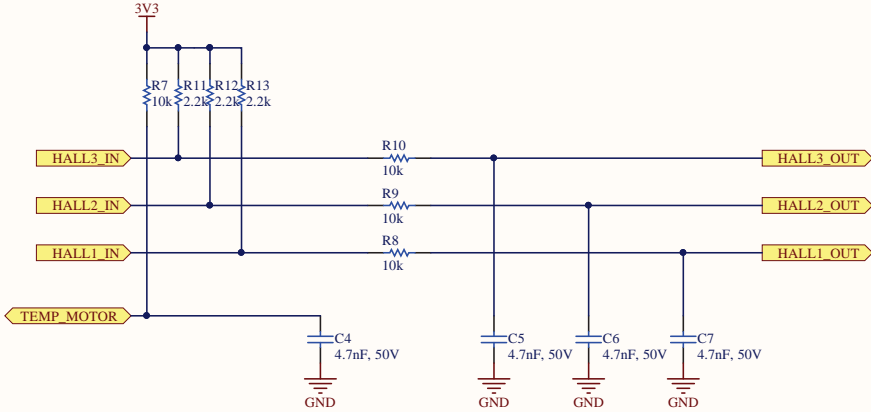 3V3
R7 R11 R12 R13
10k 2.2k 2.2k 2.2k
HALL3_IN
R10
10k
HALL3_OUT
HALL2_IN
R9
10k
HALL2_OUT
HALL1_IN
R8
10k
HALL1_OUT
TEMP_MOTOR
C4
4.7nF, 50V
C5
4.7nF, 50V
C6
4.7nF, 50V
C7
4.7nF, 50V
GND
GND
GND
GND